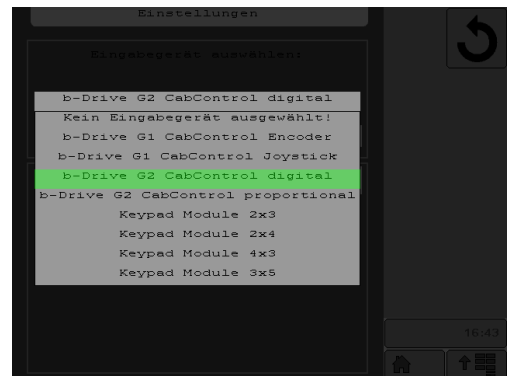 Einstellungen
Eingabegerät auswählen:
b-Drive G2 CabControl digital
Kein Eingabegerät ausgewählt!
b-Drive G1 CabControl Encoder
b-Drive G1 CabControl Joystick
b-Drive G2 CabControl digital
b-Drive G2 CabControl proportional
Keypad Module 2x3
Keypad Module 2x4
Keypad Module 4x3
Keypad Module 3x5
16:43